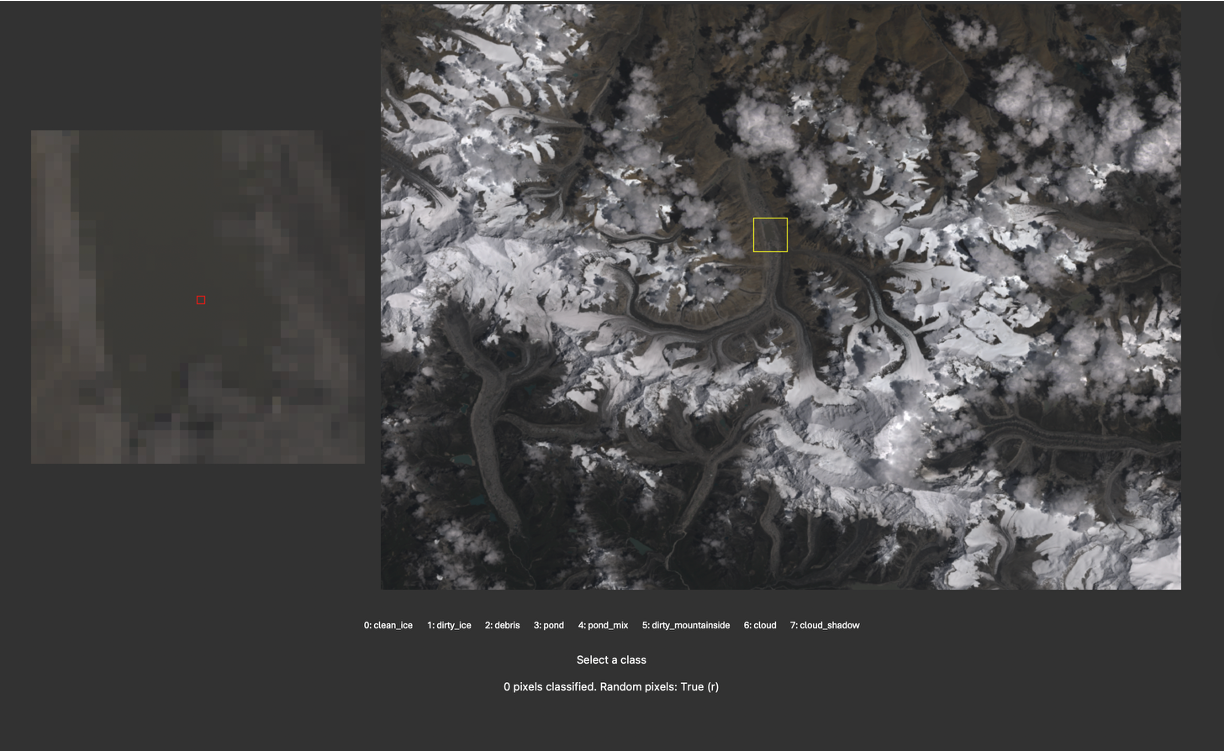 0: clean_ice 1: dirty_ice 2: debris 3: pond 4: pond_mix 5: dirty_mountainside 6: cloud 7: cloud_shadow
Select a class
0 pixels classified. Random pixels: True (r)